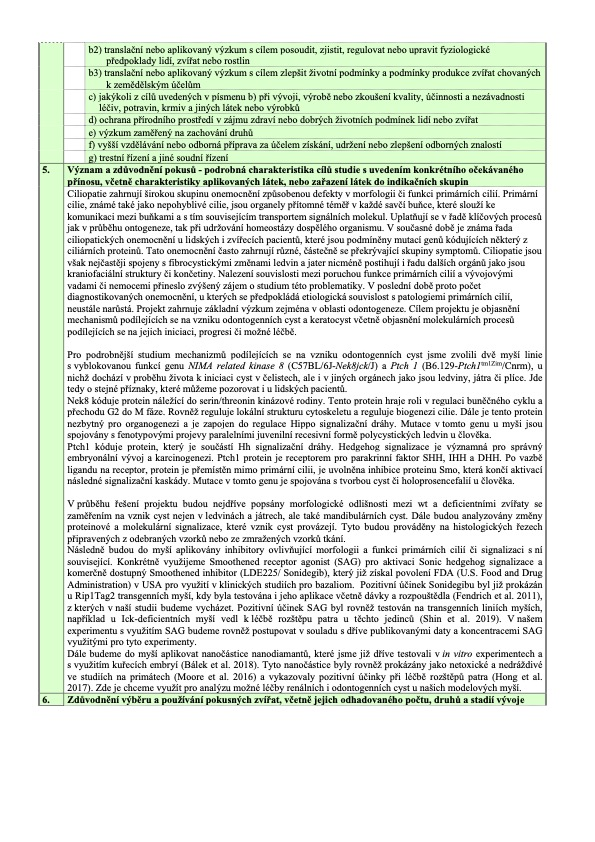 b2) translační nebo aplikovaný výzkum s cílem posoudit, zjistit, regulovat nebo upravit fyziologické
předpoklady lidí, zvířat nebo rostlin
b3) translační nebo aplikovaný výzkum s cílem zlepšit životní podmínky a podmínky produkce zvířat chovaných
k zemědělským účelům
c) jakýkoli z cílů uvedených v písmenu b) při vývoji, výrobě nebo zkoušení kvality, účinnosti a nezávadnosti
léčiv, potravin, krmiv a jiných látek nebo výrobků
d) ochrana přírodního prostředí v zájmu zdraví nebo dobrých životních podmínek lidí nebo zvířat
e) výzkum zaměřený na zachování druhů
f) vyšší vzdělávání nebo odborná příprava za účelem získání, udržení nebo zlepšení odborných znalostí
g) trestní řízení a jiné soudní řízení
5. Význam a zdůvodnění pokusů - podrobná charakteristika cílů studie s uvedením konkrétního očekávaného
přínosu, včetně charakteristiky aplikovaných látek, nebo zařazení látek do indikačních skupin
Ciliopatie zahrnují širokou skupinu onemocnění způsobenou defekty v morfologii či funkci primárních cilií. Primární
cilie, známé také jako nepohyblivé cilie, jsou organely přítomné téměř v každé savčí buňce, které slouží ke
komunikaci mezi buňkami a s tím souvisejícím transportem signálních molekul. Uplatňují se v řadě klíčových procesů
jak v průběhu ontogeneze, tak při udržování homeostázy dospělého organismu. V současné době je známa řada
ciliopatických onemocnění u lidských i zvířecích pacientů, které jsou podmíněny mutací genů kódujících některý z
ciliárních proteinů. Tato onemocnění často zahrnují různé, částečně se překrývající skupiny symptomů. Ciliopatie jsou
však nejčastěji spojeny s fibrocystickými změnami ledvin a jater nicméně postihují i řadu dalších orgánů jako jsou
kraniofaciální struktury či končetiny. Nalezení souvislosti mezi poruchou funkce primárních cilií a vývojovými
vadami či nemocemi přineslo zvýšený zájem o studium této problematiky. V poslední době proto počet
diagnostikovaných onemocnění, u kterých se předpokládá etiologická souvislost s patologiemi primárních cilií,
neustále narůstá. Projekt zahrnuje základní výzkum zejména v oblasti odontogeneze. Cílem projektu je objasnění
mechanismů podílejících se na vzniku odontogenních cyst a keratocyst včetně objasnění molekulárních procesů
podílejících se na jejich iniciaci, progresi či možné léčbě.
Pro podrobnější studium mechanizmů podílejících se na vzniku odontogenních cyst jsme zvolili dvě myší linie
s vyblokovanou funkcí genu NIMA related kinase 8 (C57BL/6J-Nek8jck/J) a Ptch 1 (B6.129-Ptch1tm1Zim/Cnrm), u
nichž dochází v proběhu života k iniciaci cyst v čelistech, ale i v jiných orgánech jako jsou ledviny, játra či plíce. Jde
tedy o stejné příznaky, které můžeme pozorovat i u lidských pacientů.
Nek8 kóduje protein náležící do serin/threonin kinázové rodiny. Tento protein hraje roli v regulaci buněčného cyklu a
přechodu G2 do M fáze. Rovněž reguluje lokální strukturu cytoskeletu a reguluje biogenezi cilie. Dále je tento protein
nezbytný pro organogenezi a je zapojen do regulace Hippo signalizační dráhy. Mutace v tomto genu u myší jsou
spojovány s fenotypovými projevy paralelními juvenilní recesivní formě polycystických ledvin u člověka.
Ptch1 kóduje protein, který je součástí Hh signalizační dráhy. Hedgehog signalizace je významná pro správný
embryonální vývoj a karcinogenezi. Ptch1 protein je receptorem pro parakrinní faktor SHH, IHH a DHH. Po vazbě
ligandu na receptor, protein je přemístěn mimo primární cilii, je uvolněna inhibice proteinu Smo, která končí aktivací
následné signalizační kaskády. Mutace v tomto genu je spojována s tvorbou cyst či holoprosencefalií u člověka.
V průběhu řešení projektu budou nejdříve popsány morfologické odlišnosti mezi wt a deficientními zvířaty se
zaměřením na vznik cyst nejen v ledvinách a játrech, ale také mandibulárních cyst. Dále budou analyzovány změny
proteinové a molekulární signalizace, které vznik cyst provázejí. Tyto budou prováděny na histologických řezech
připravených z odebraných vzorků nebo ze zmražených vzorků tkání.
Následně budou do myší aplikovány inhibitory ovlivňující morfologii a funkci primárních cilií či signalizaci s ní
související. Konkrétně využijeme Smoothened receptor agonist (SAG) pro aktivaci Sonic hedgehog signalizace a
komerčně dostupný Smoothened inhibitor (LDE225/ Sonidegib), který již získal povolení FDA (U.S. Food and Drug
Administration) v USA pro využití v klinických studiích pro bazaliom.  Pozitivní účinek Sonidegibu byl již prokázán
u Rip1Tag2 transgenních myší, kdy byla testována i jeho aplikace včetně dávky a rozpouštědla (Fendrich et al. 2011),
z kterých v naší studii budeme vycházet. Pozitivní účinek SAG byl rovněž testován na transgenních liniích myších,
například u Ick-deficientních myší vedl k léčbě rozštěpu patra u těchto jedinců (Shin et al. 2019). V našem
experimentu s využitím SAG budeme rovněž postupovat v souladu s dříve publikovanými daty a koncentracemi SAG
využitými pro tyto experimenty.
Dále budeme do myší aplikovat nanočástice nanodiamantů, které jsme již dříve testovali v in vitro experimentech a
s využitím kuřecích embryí (Bálek et al. 2018). Tyto nanočástice byly rovněž prokázány jako netoxické a nedráždivé
ve studiích na primátech (Moore et al. 2016) a vykazovaly pozitivní účinky při léčbě rozštěpů patra (Hong et al.
2017). Zde je chceme využít pro analýzu možné léčby renálních i odontogenních cyst u našich modelových myší.
6. Zdůvodnění výběru a používání pokusných zvířat, včetně jejich odhadovaného počtu, druhů a stadií vývoje